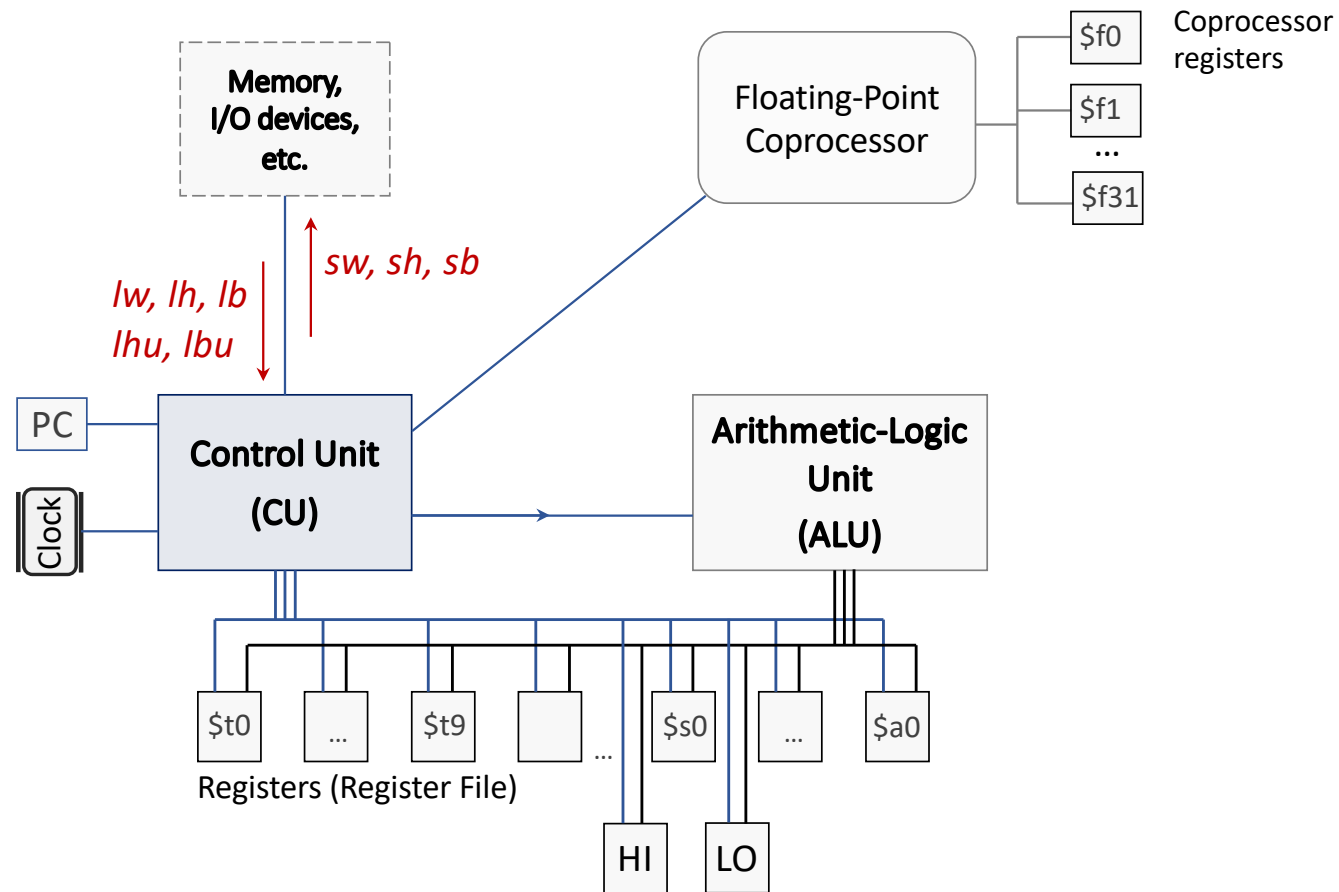 $f0
Coprocessor
registers
Memory,
I/O devices,
etc.
Floating-Point
Coprocessor
$f1
...
$f31
sw, sh, sb
lw, lh, lb
lhu, lbu
PC
Control Unit
(CU)
Arithmetic-Logic
Unit
(ALU)
Clock
$t0
...
$t9
...
$s0
...
$a0
Registers (Register File)
HI
LO